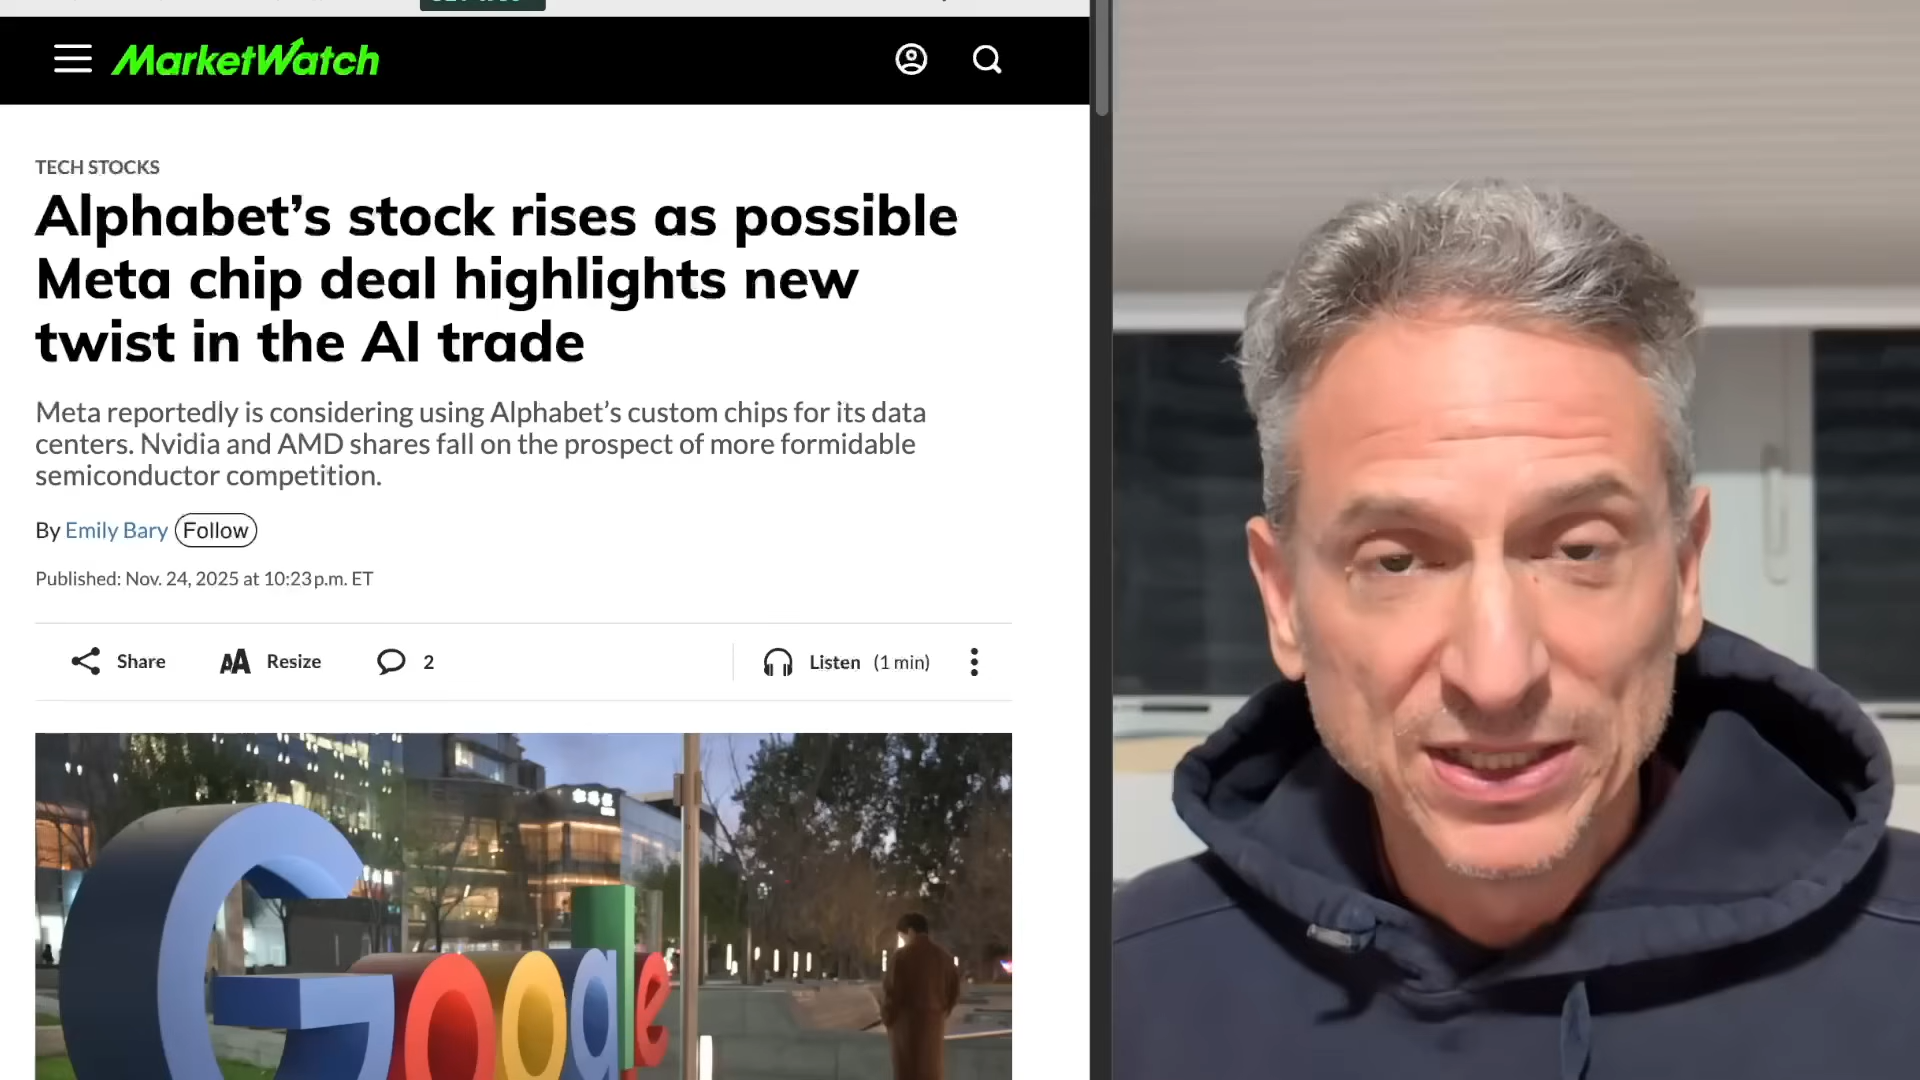 MarketWatch
TECH STOCKS
Alphabet’s stock rises as possible
Meta chip deal highlights new
twist in the AI trade
Meta reportedly is considering using Alphabet’s custom chips for its data
centers. Nvidia and AMD shares fall on the prospect of more formidable
semiconductor competition.
By Emily Bary Follow
Published: Nov. 24, 2025 at 10:23 p.m. ET
Share Resize 2 Listen (1 min)
Google